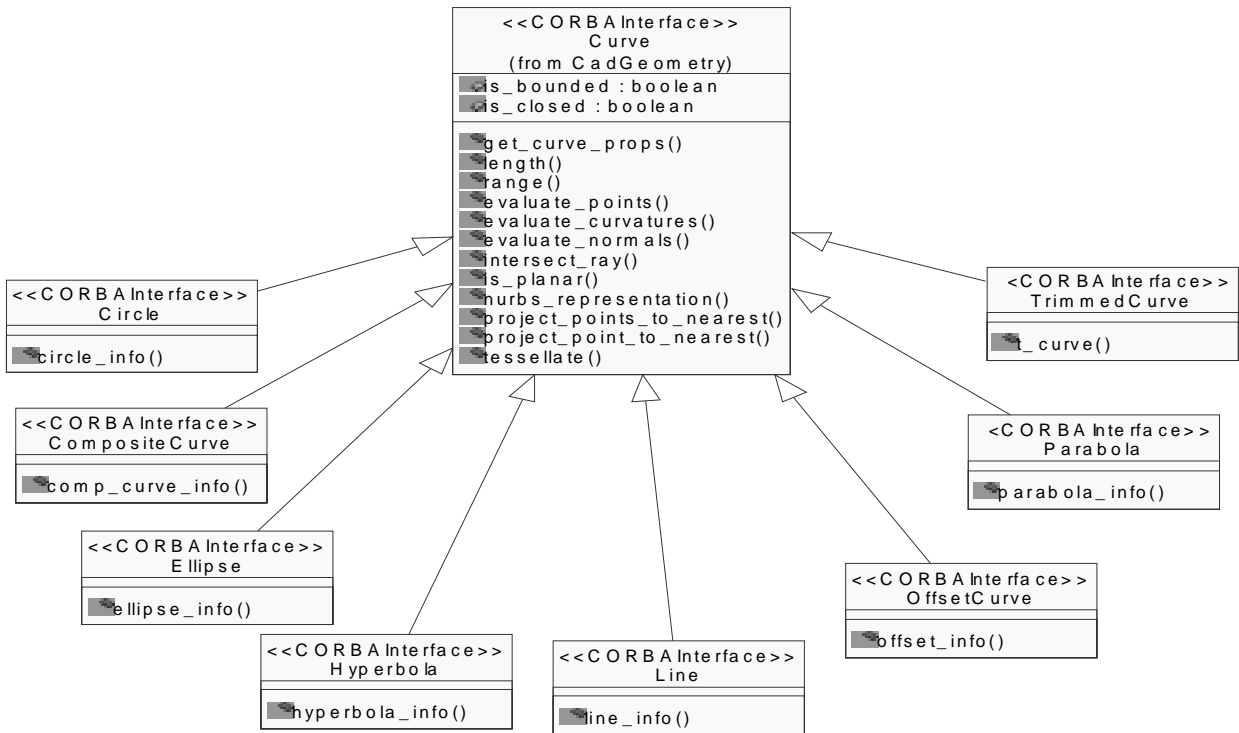 <<CORBAInterface>>
Curve
(from CadGeometry)
is_bounded : boolean
is_closed : boolean
get_curve_props()
length()
range()
evaluate_points()
evaluate_curvatures()
evaluate_normals()
intersect_ray()
is_planar()
nurbs_representation()
project_points_to_nearest()
project_point_to_nearest()
tessellate()
<<CORBAInterface>>
Circle
circle_info()
<<CORBAInterface>>
CompositeCurve
comp_curve_info()
<<CORBAInterface>>
Ellipse
ellipse_info()
<<CORBAInterface>>
Hyperbola
hyperbola_info()
<<CORBAInterface>>
Line
line_info()
<<CORBAInterface>>
OffsetCurve
offset_info()
<CORBAInterface>>
Parabola
parabola_info()
<CORBAInterface>>
TrimmedCurve
t_curve()